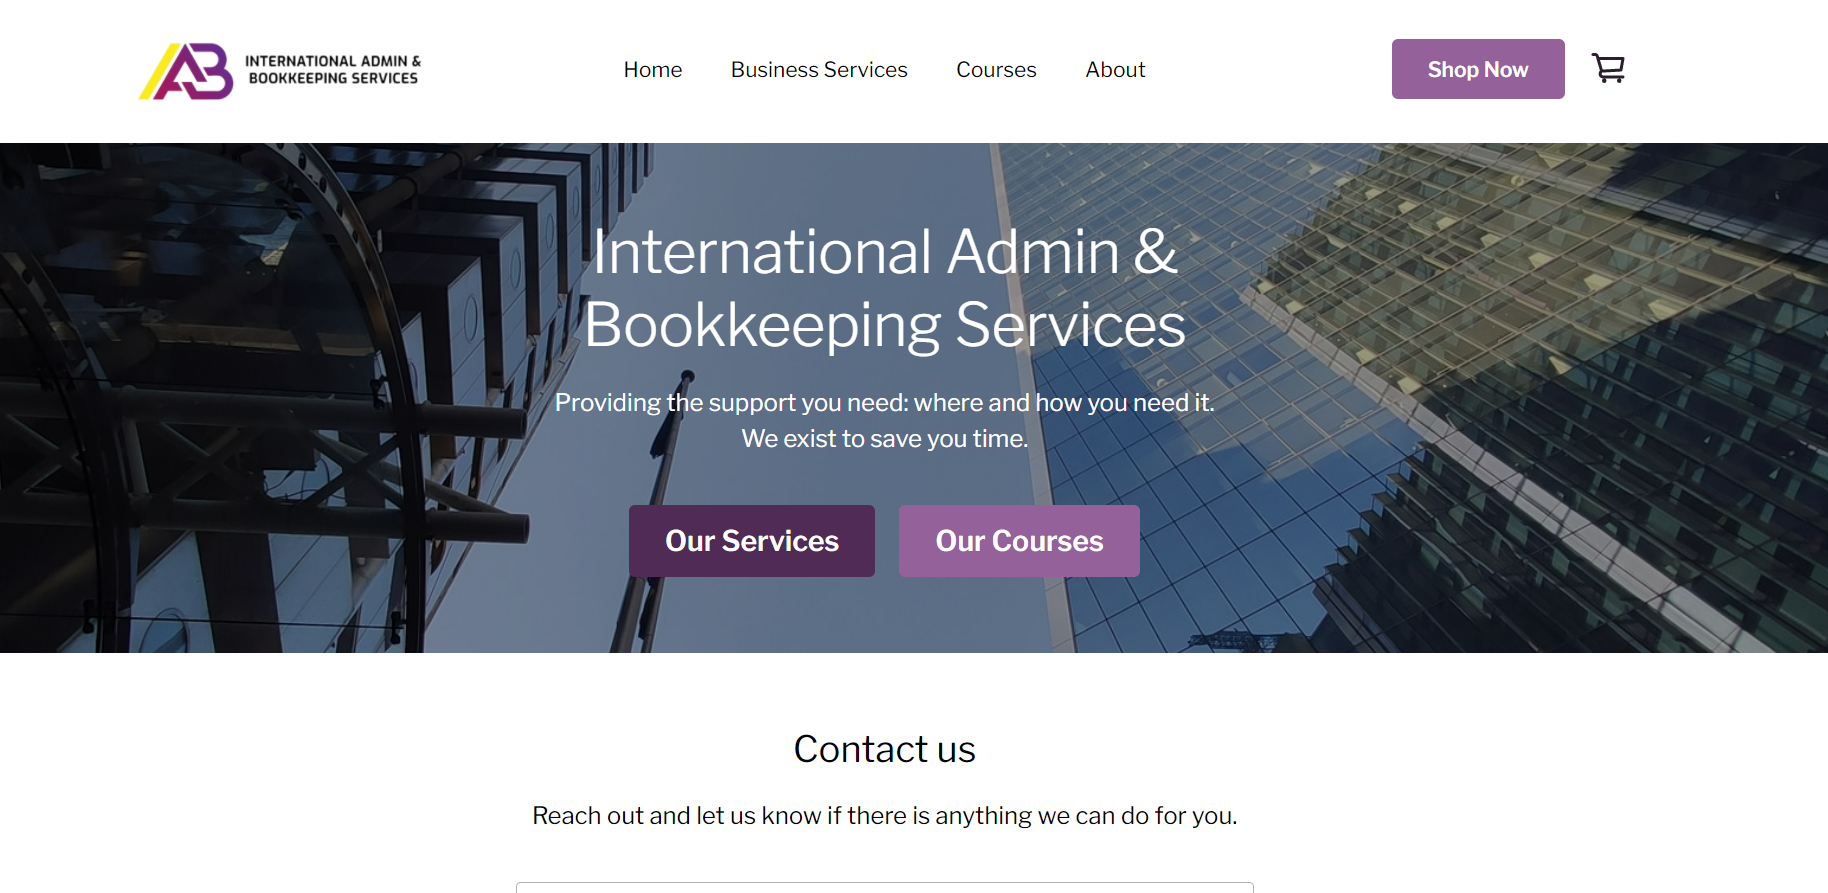 AB
INTERNATIONAL ADMIN &
BOOKKEEPING SERVICES
Home
Business Services
Courses
About
Shop Now
International Admin &
Bookkeeping Services
Providing the support you need: where and how you need it.
We exist to save you time.
Our Services
Our Courses
Contact us
Reach out and let us know if there is anything we can do for you.